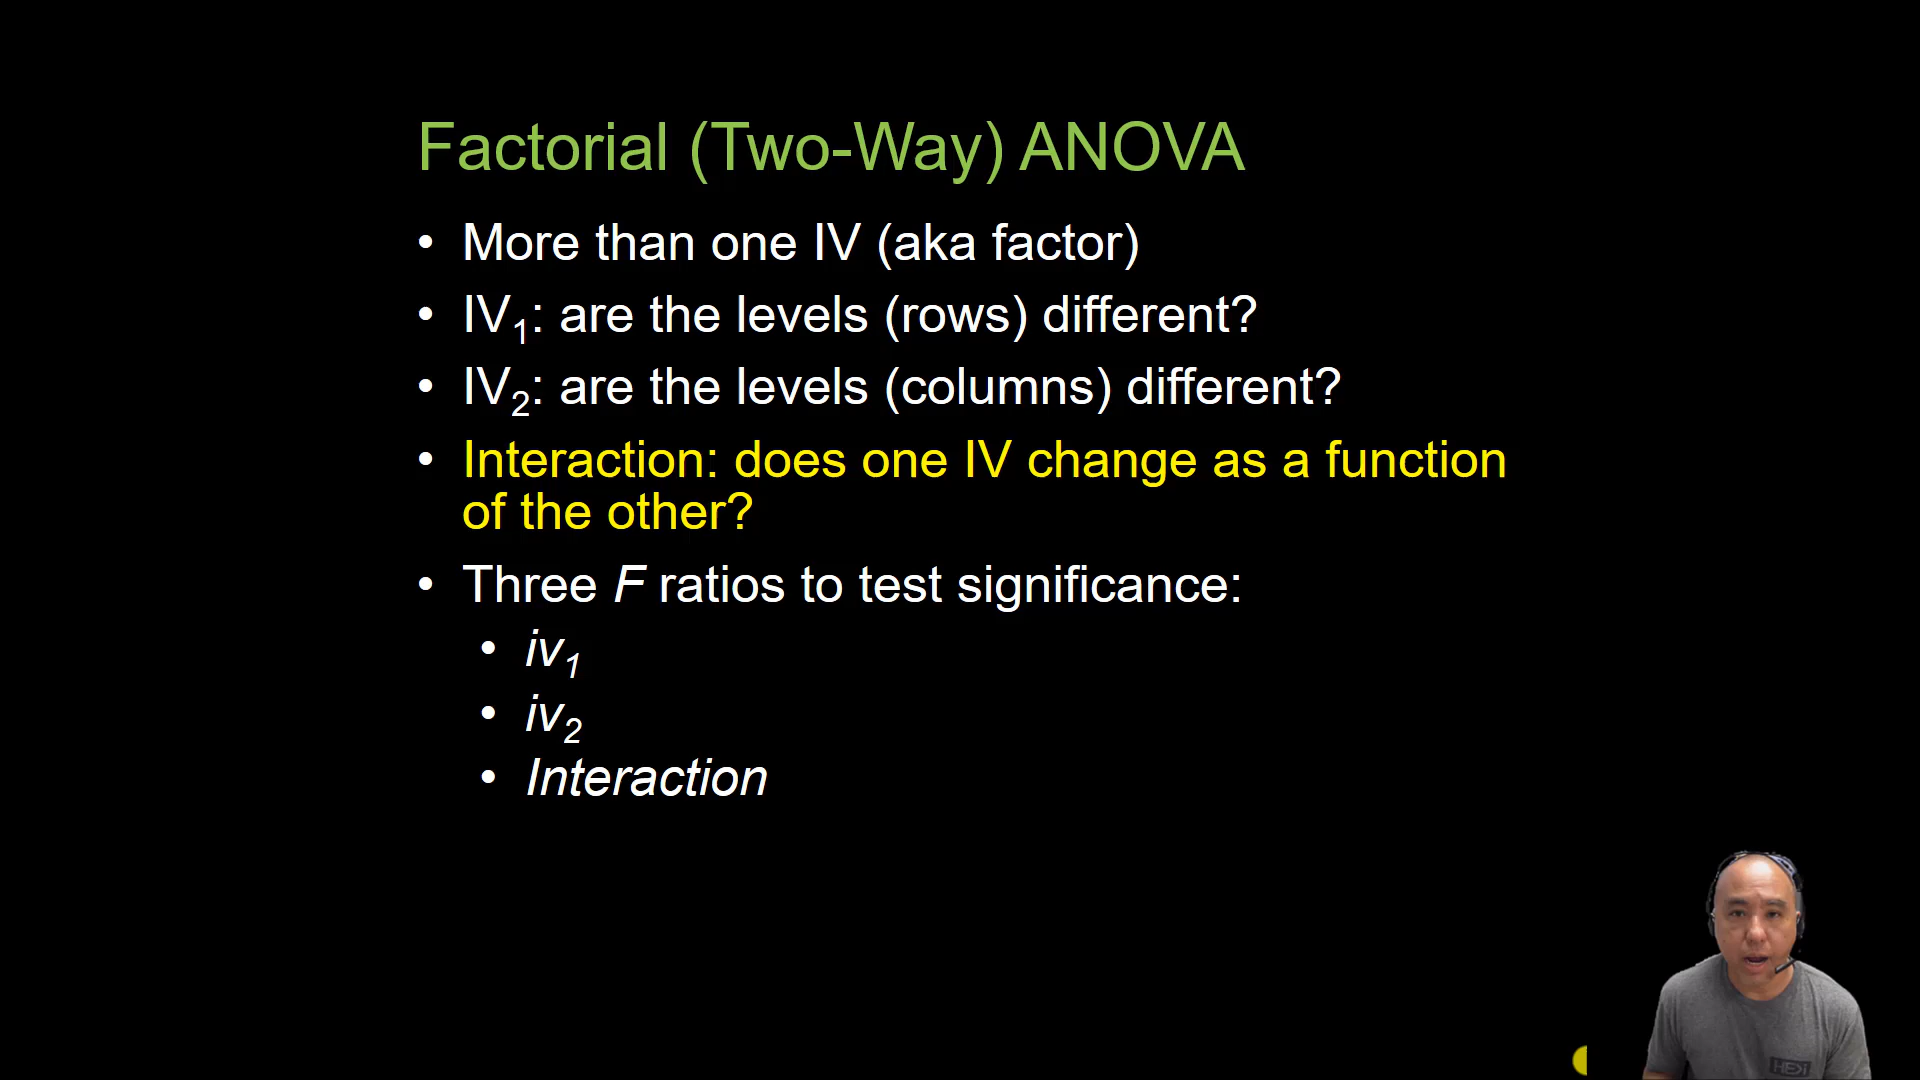 Factorial (Two-Way) ANOVA
• More than one IV (aka factor)
• IV₁: are the levels (rows) different?
• IV₂: are the levels (columns) different?
• Interaction: does one IV change as a function
of the other?
• Three F ratios to test significance:
• iv₁
• iv₂
• Interaction